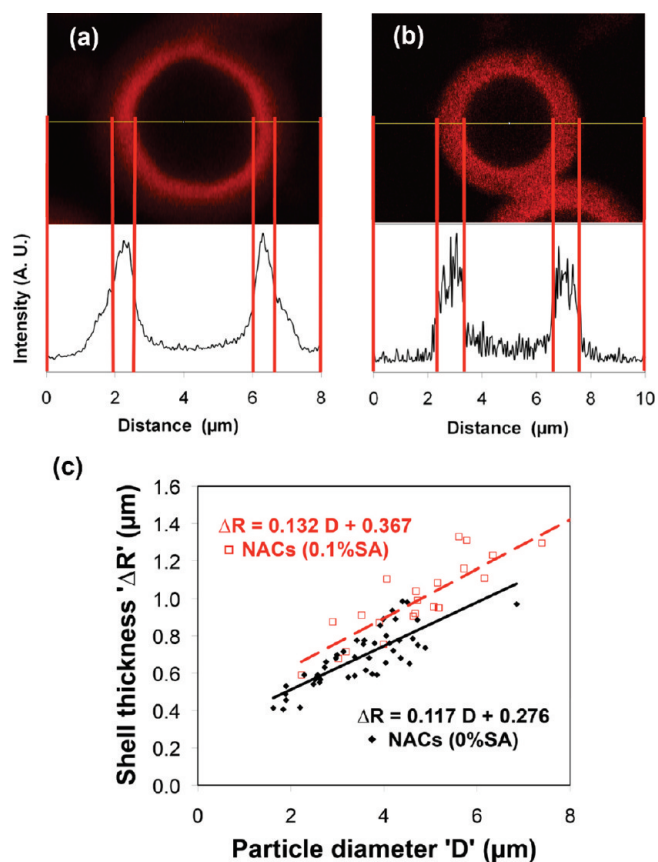 (a)
(b)
Intensity (A. U.)
0 2 4 6 8
Distance (µm)
0 2 4 6 8 10
Distance (µm)
(c)
Shell thickness 'ΔR' (µm)
1.6
1.4
1.2
1.0
0.8
0.6
0.4
0.2
0.0
ΔR = 0.132 D + 0.367
NACs (0.1%SA)
ΔR = 0.117 D + 0.276
NACs (0%SA)
0 2 4 6 8
Particle diameter 'D' (µm)